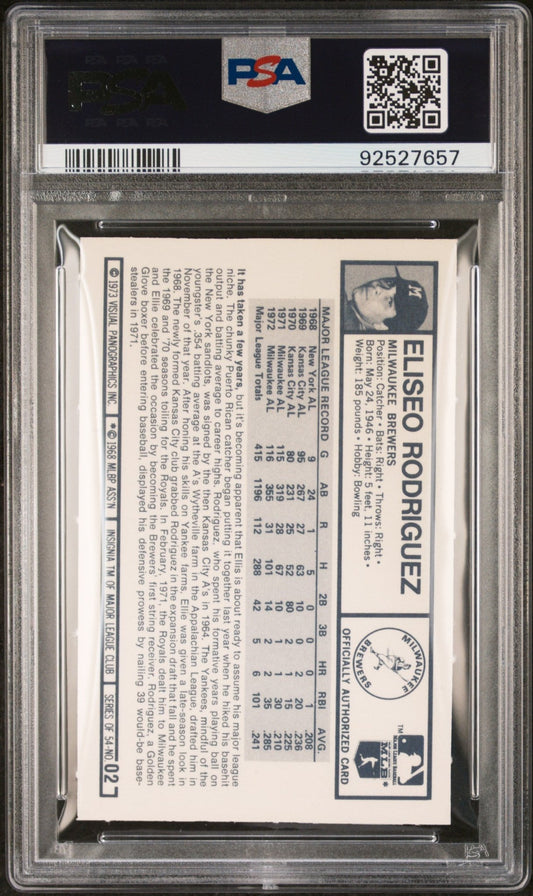 PSA
PSA
92527657
ELISEO RODRIGUEZ
MILWAUKEE BREWERS
Position: Catcher • Bats: Right • Throws: Right •
Born: May 24, 1946 • Height: 5 feet, 11 inches •
Weight: 185 pounds • Hobby: Bowling
MILWAUKEE
BREWERS
TM
MAJOR LEAGUE BASEBALL
MLB*
OFFICIALLY AUTHORIZED CARD
MAJOR LEAGUE RECORD G AB R H 2B 3B HR RBI AVG.
1968 New York AL 9 24 1 5 0 0 0 1 .208
1969 Kansas City AL 95 267 27 63 10 0 2 20 .236
1970 Kansas City AL 80 231 25 52 8 2 1 15 .225
1971 Milwaukee AL 115 319 28 67 10 1 1 30 .210
1972 Milwaukee AL 116 355 31 101 14 2 2 35 .285
Major League Totals 415 1196 112 288 42 5 6 101 .241
It has taken a few years, but it's becoming apparent that Ellis is about ready to assume his major league
niche. The chunky Puerto Rican catcher began putting it together last year when he hiked his basehit
output and batting average to career highs. Rodriguez, who spent his formative years playing ball on
the New York sandlots, was signed by the then Kansas City A's in 1964. The Yankees, mindful of the
youngster's .354 batting average at the A's Wytheville farm in the Appalachian League, drafted him in
November of that year. After honing his skills on Yankee farms, Ellie was given a late-season look in
1968. The newly formed Kansas City club grabbed Rodriguez in the expansion draft that fall and he spent
the 1969 and '70 seasons toiling for the Royals. In February, 1971, the Royals dealt him to Milwaukee
and Ellie celebrated the occasion by becoming the Brewers' first string receiver. Rodriguez, a Golden
Glove boxer before entering baseball, displayed his defensive prowess by nailing 39 would-be base-
stealers in 1971.
© 1973 VISUAL PANOGRAPHICS INC. | *© 1968 MLBP ASS'N | INSIGNIA TM OF MAJOR LEAGUE CLUB | SERIES OF 54-NO. 027